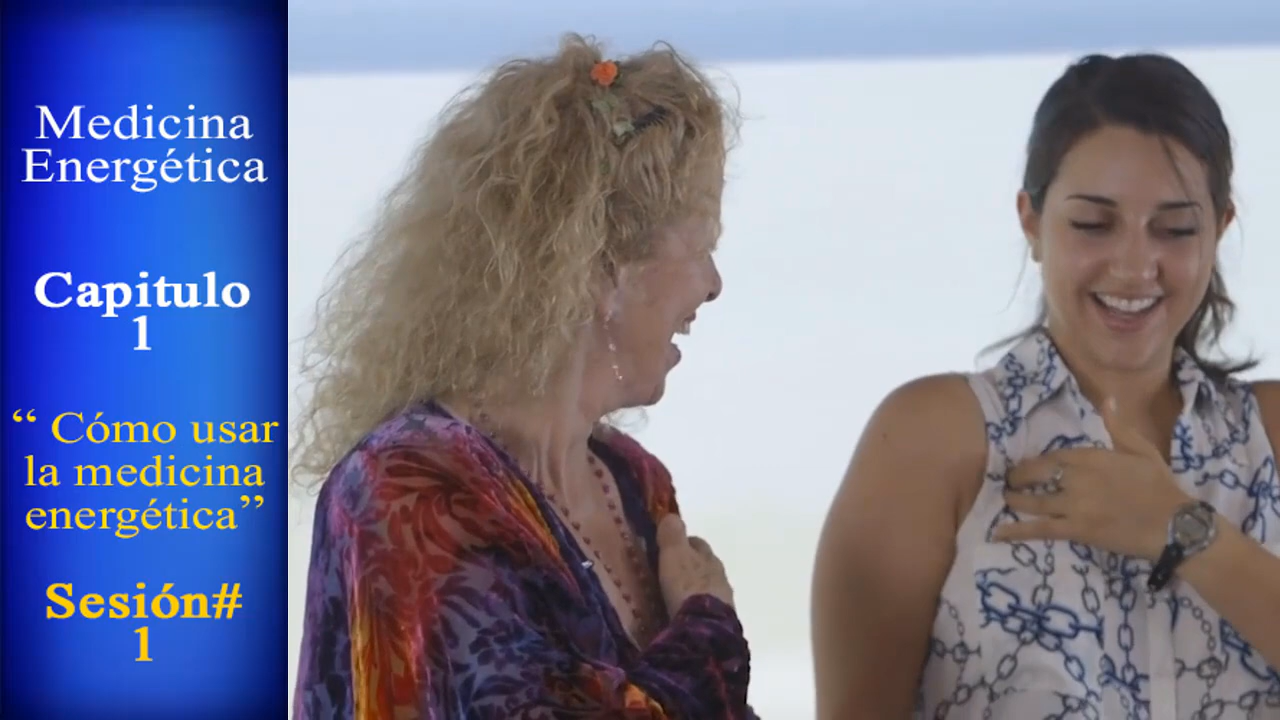 Medicina
Energética
Capitulo
1
“ Cómo usar
la medicina
energética”
Sesión#
1